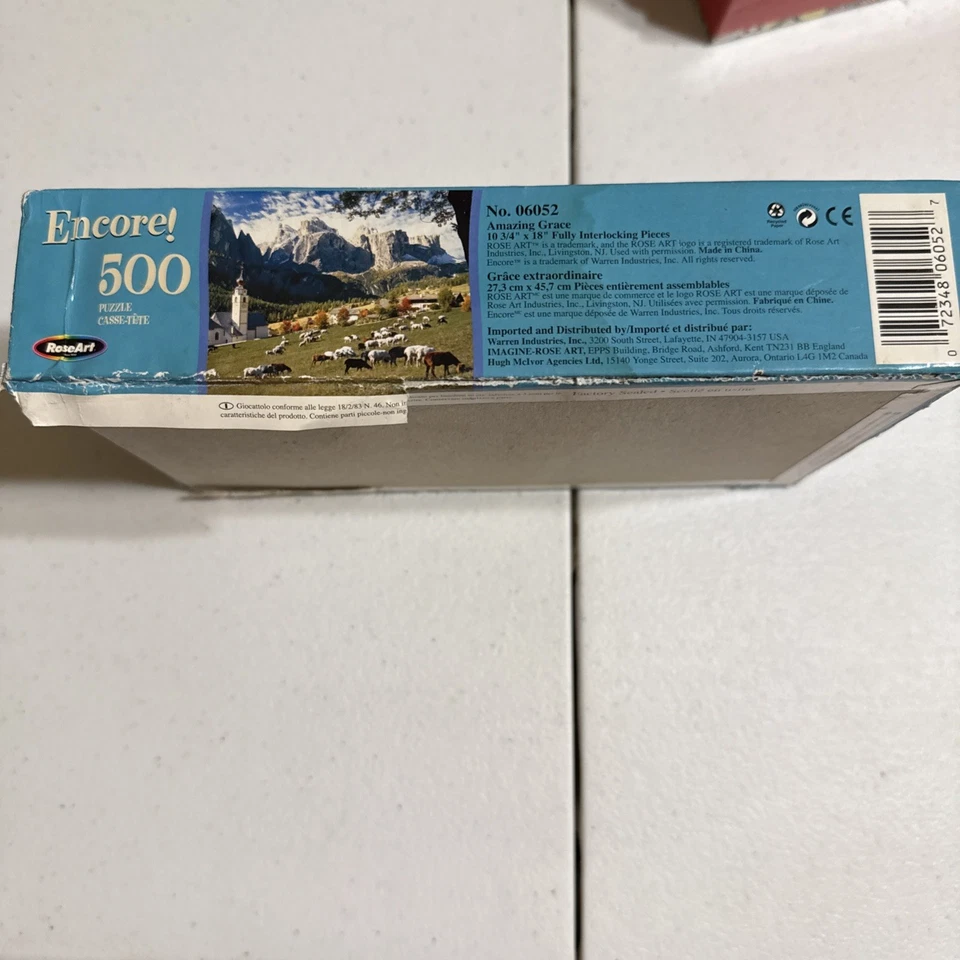 Encore!
500
PUZZLE
CASSE-TÊTE
RoseArt
No. 06052
Amazing Grace
10 3/4" x 18" Fully Interlocking Pieces
ROSE ART™ is a trademark, and the ROSE ART logo is a registered trademark of Rose Art
Industries, Inc., Livingston, NJ. Used with permission. Made in China.
Encore™ is a trademark of Warren Industries, Inc. All rights reserved.
Grâce extraordinaire
27,3 cm x 45,7 cm Pièces entièrement assemblables
ROSE ART™ est une marque de commerce et le logo ROSE ART est une marque déposée de
Rose Art Industries, Inc., Livingston, NJ. Utilisées avec permission. Fabriqué en Chine.
Encore™ est une marque déposée de Warren Industries, Inc. Tous droits réservés.
Imported and Distributed by/Importé et distribué par:
Warren Industries, Inc., 3200 South Street, Lafayette, IN 47904-3157 USA
IMAGINE-ROSE ART, EPPS Building, Bridge Road, Ashford, Kent TN231 BB England
Hugh McIvor Agencies Ltd, 15140 Yonge Street, Suite 202, Aurora, Ontario L4G 1M2 Canada
CE
0 72348 06052 7
Giocattolo conforme alle legge 18/2/83 N. 46. Non
caratteristiche del prodotto. Contiene parti piccole-non ing
Factory Sealed